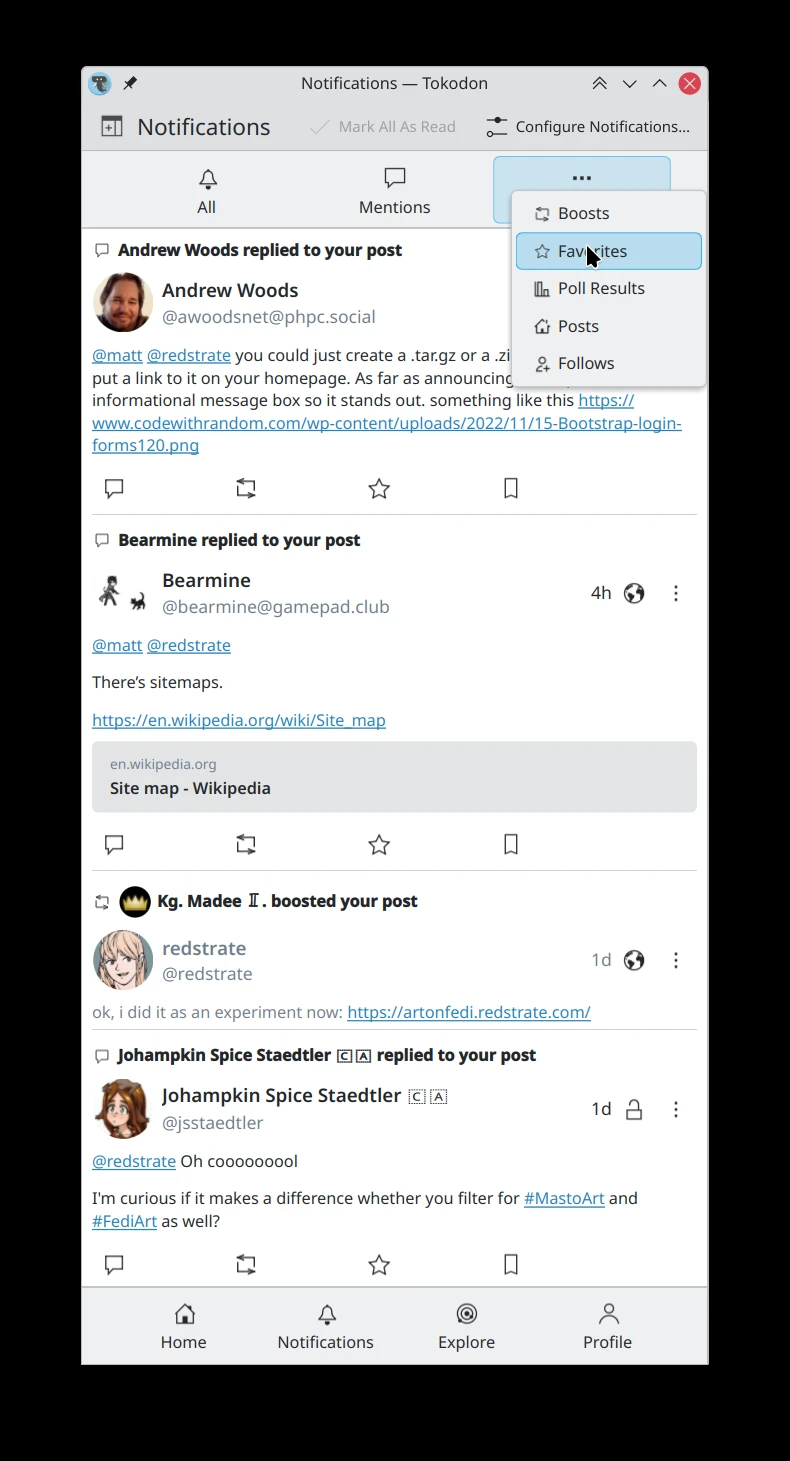 Notifications — Tokodon
Notifications
Mark All As Read
Configure Notifications...
All
Mentions
...
Boosts
Favorites
Poll Results
Posts
Follows
Andrew Woods replied to your post
Andrew Woods
@awoodsnet@phpc.social
@matt @redstrate you could just create a .tar.gz or a .zi
put a link to it on your homepage. As far as announcing
informational message box so it stands out. something like this https://
www.codewithrandom.com/wp-content/uploads/2022/11/15-Bootstrap-login-
forms120.png
Bearmine replied to your post
Bearmine
@bearmine@gamepad.club
4h
@matt @redstrate
There's sitemaps.
https://en.wikipedia.org/wiki/Site_map
en.wikipedia.org
Site map - Wikipedia
Kg. Madee Ⅱ. boosted your post
redstrate
@redstrate
1d
ok, i did it as an experiment now: https://artonfedi.redstrate.com/
Johampkin Spice Staedtler 🇨🇦 replied to your post
Johampkin Spice Staedtler 🇨🇦
@jsstaedtler
1d
@redstrate Oh cooooooool
I'm curious if it makes a difference whether you filter for #MastoArt and
#FediArt as well?
Home
Notifications
Explore
Profile